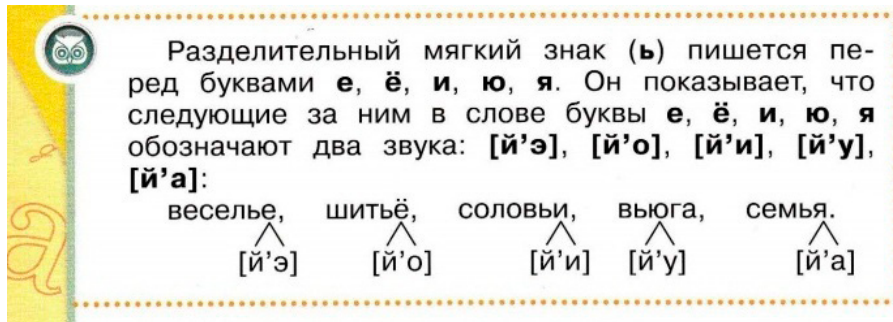 Разделительный мягкий знак (ь) пишется пе-
ред буквами е, ё, и, ю, я. Он показывает, что
следующие за ним в слове буквы е, ё, и, ю, я
обозначают два звука: [й’э], [й’о], [й’и], [й’у],
[й’а]:
веселье, шитьё, соловьи, вьюга, семья.
[й’э] [й’о] [й’и] [й’у] [й’а]